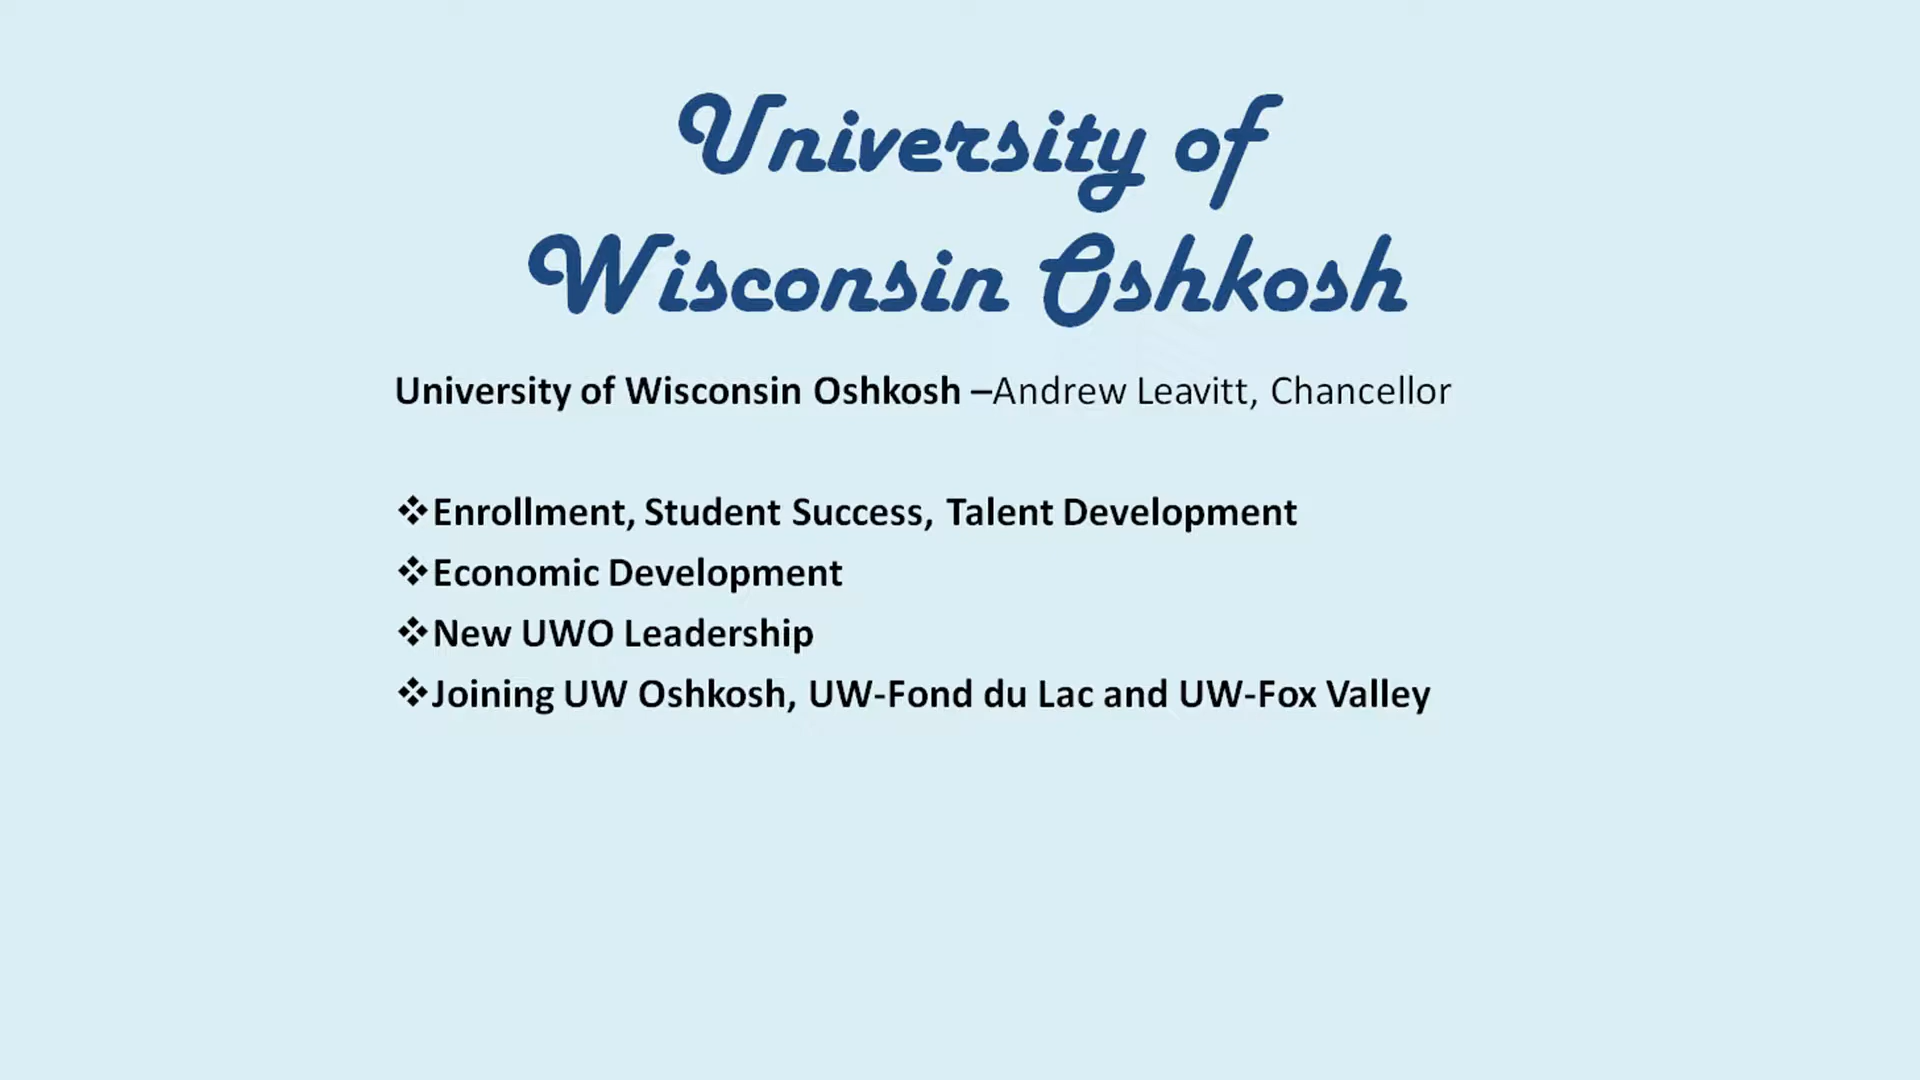 University of
Wisconsin Oshkosh
University of Wisconsin Oshkosh –Andrew Leavitt, Chancellor
❖Enrollment, Student Success, Talent Development
❖Economic Development
❖New UWO Leadership
❖Joining UW Oshkosh, UW-Fond du Lac and UW-Fox Valley